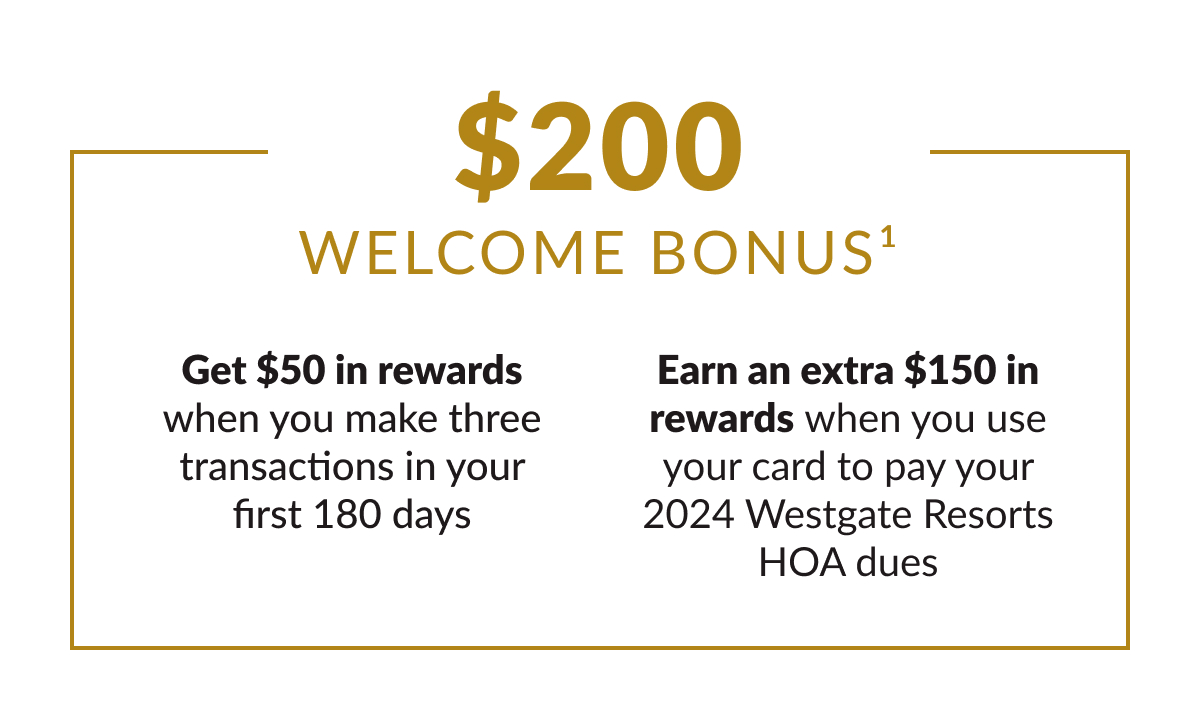 $200
WELCOME BONUS¹
Get $50 in rewards
when you make three
transactions in your
first 180 days
Earn an extra $150 in
rewards when you use
your card to pay your
2024 Westgate Resorts
HOA dues